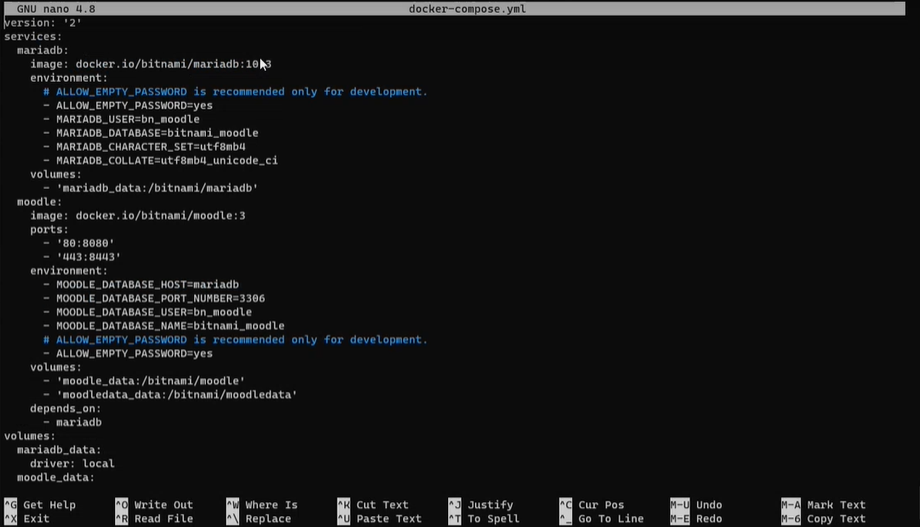 GNU nano 4.8 docker-compose.yml
version: '2'
services:
  mariadb:
    image: docker.io/bitnami/mariadb:10.3
    environment:
      # ALLOW_EMPTY_PASSWORD is recommended only for development.
      - ALLOW_EMPTY_PASSWORD=yes
      - MARIADB_USER=bn_moodle
      - MARIADB_DATABASE=bitnami_moodle
      - MARIADB_CHARACTER_SET=utf8mb4
      - MARIADB_COLLATE=utf8mb4_unicode_ci
    volumes:
      - 'mariadb_data:/bitnami/mariadb'
  moodle:
    image: docker.io/bitnami/moodle:3
    ports:
      - '80:8080'
      - '443:8443'
    environment:
      - MOODLE_DATABASE_HOST=mariadb
      - MOODLE_DATABASE_PORT_NUMBER=3306
      - MOODLE_DATABASE_USER=bn_moodle
      - MOODLE_DATABASE_NAME=bitnami_moodle
      # ALLOW_EMPTY_PASSWORD is recommended only for development.
      - ALLOW_EMPTY_PASSWORD=yes
    volumes:
      - 'moodle_data:/bitnami/moodle'
      - 'moodledata_data:/bitnami/moodledata'
    depends_on:
      - mariadb
volumes:
  mariadb_data:
    driver: local
  moodle_data:
^G Get Help ^O Write Out ^W Where Is ^K Cut Text ^J Justify ^C Cur Pos M-U Undo M-A Mark Text
^X Exit ^R Read File ^\ Replace ^U Paste Text ^T To Spell ^_ Go To Line M-E Redo M-6 Copy Text